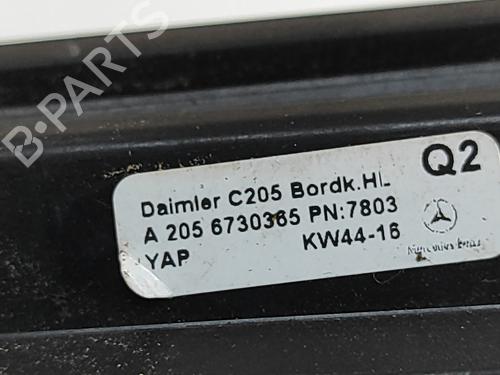 B-PARTS
Q2
Daimler C205 Bordk.HL
A 205 6730365 PN:7803
YAP KW44-16
Mercedes-Benz